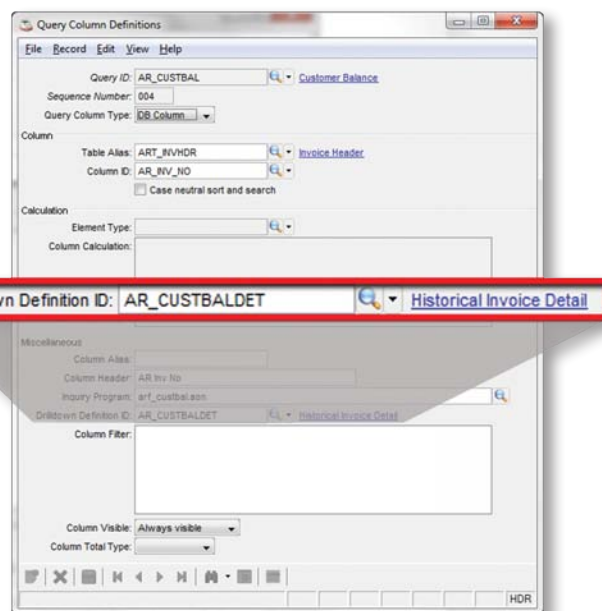 Query Column Definitions
File Record Edit View Help
Query ID: AR_CUSTBAL Customer Balance
Sequence Number: 004
Query Column Type: DB Column
Column
Table Alias: ART_INVHDR Invoice Header
Column ID: AR_INV_NO
Case neutral sort and search
Calculation
Element Type:
Column Calculation:
wn Definition ID: AR_CUSTBALDET Historical Invoice Detail
Miscellaneous
Column Alias:
Column Header: AR Inv No
Inquiry Program: arf_custbal.aon
Drilldown Definition ID: AR_CUSTBALDET Historical Invoice Detail
Column Filter:
Column Visible: Always visible
Column Total Type:
HDR